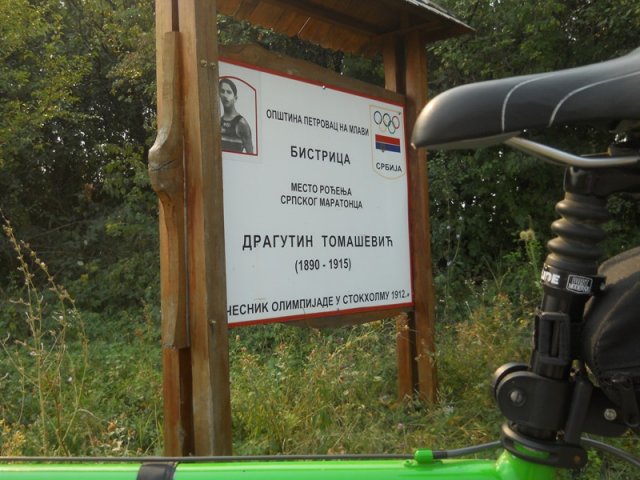 ОПШТИНА ПЕТРОВАЦ НА МЛАВИ
СРБИЈА
БИСТРИЦА
МЕСТО РОЂЕЊА
СРПСКОГ МАРАТОНЦА
ДРАГУТИН ТОМАШЕВИЋ
(1890 - 1915)
ЧЕСНИК ОЛИМПИЈАДЕ У СТОКХОЛМУ 1912.